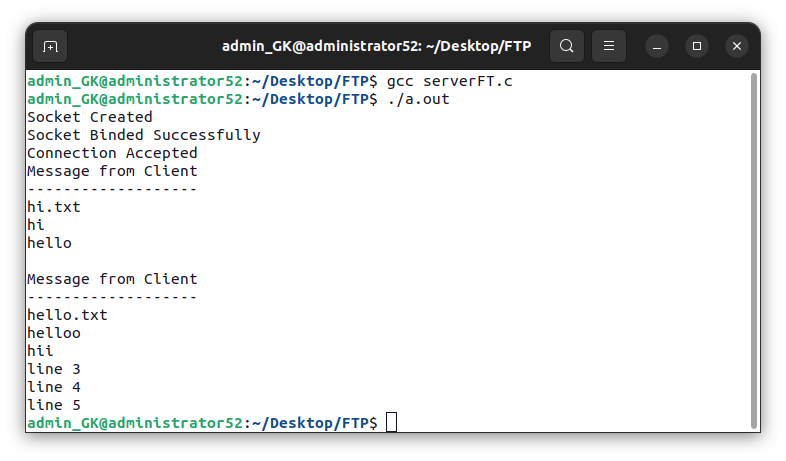 admin_GK@administrator52: ~/Desktop/FTP
admin_GK@administrator52:~/Desktop/FTP$ gcc serverFT.c
admin_GK@administrator52:~/Desktop/FTP$ ./a.out
Socket Created
Socket Binded Successfully
Connection Accepted
Message from Client
-------------------
hi.txt
hi
hello

Message from Client
-------------------
hello.txt
helloo
hii
line 3
line 4
line 5
admin_GK@administrator52:~/Desktop/FTP$